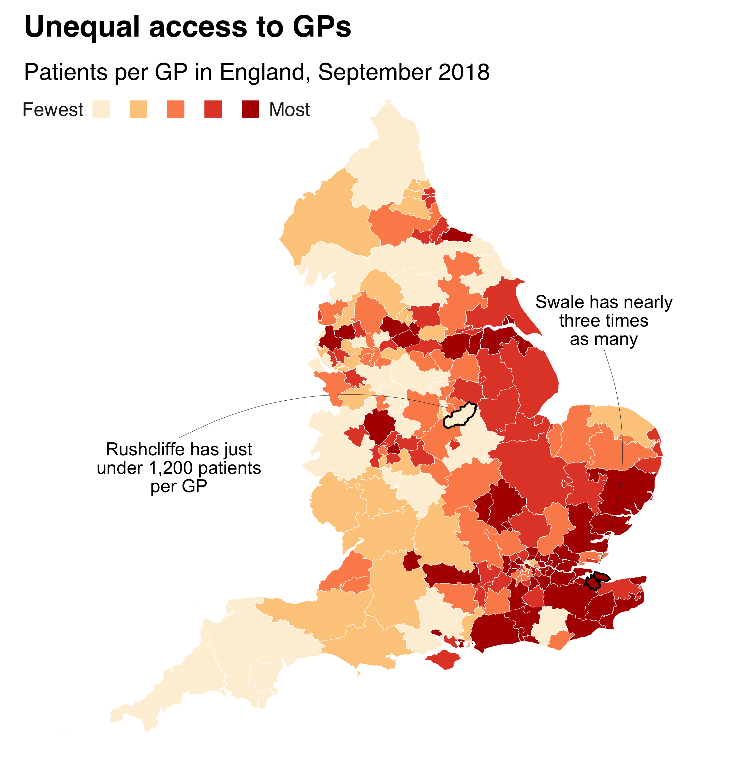 Unequal access to GPs
Patients per GP in England, September 2018
Fewest Most
Swale has nearly
three times
as many
Rushcliffe has just
under 1,200 patients
per GP